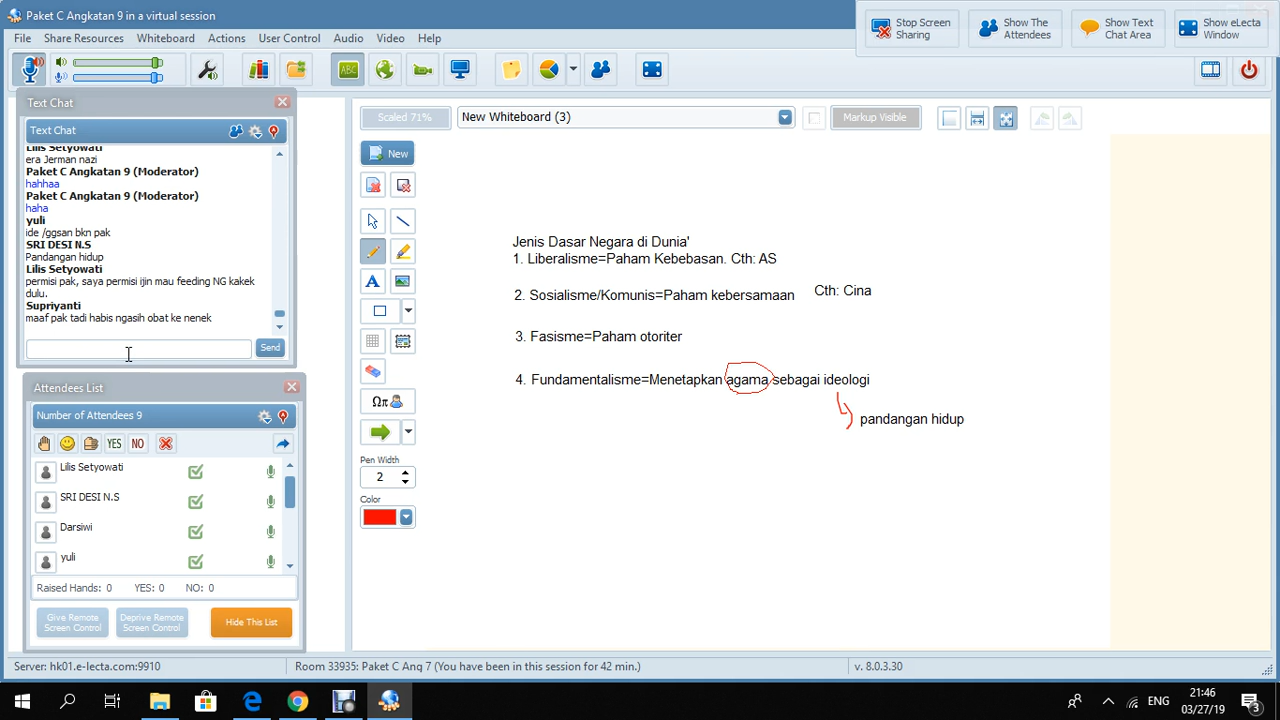 Paket C Angkatan 9 in a virtual session
File Share Resources Whiteboard Actions User Control Audio Video Help
Stop Screen Sharing
Show The Attendees
Show Text Chat Area
Show eLecta Window
Text Chat
Text Chat
Lilis Setyowati
era Jerman nazi
Paket C Angkatan 9 (Moderator)
hahhaa
Paket C Angkatan 9 (Moderator)
haha
yuli
ide /ggsan bkn pak
SRI DESI N.S
Pandangan hidup
Lilis Setyowati
permisi pak, saya permisi ijin mau feeding NG kakek
dulu.
Supriyanti
maaf pak tadi habis ngasih obat ke nenek
Send
Attendees List
Number of Attendees 9
YES NO
Lilis Setyowati
SRI DESI N.S
Darsiwi
yuli
Raised Hands: 0 YES: 0 NO: 0
Give Remote Screen Control
Deprive Remote Screen Control
Hide This List
ABC
Scaled 71%
New Whiteboard (3)
Markup Visible
New
A
Ωπ
Pen Width
2
Color
Jenis Dasar Negara di Dunia'
1. Liberalisme=Paham Kebebasan. Cth: AS
2. Sosialisme/Komunis=Paham kebersamaan Cth: Cina
3. Fasisme=Paham otoriter
4. Fundamentalisme=Menetapkan agama sebagai ideologi
pandangan hidup
Server: hk01.e-lecta.com:9910
Room 33935: Paket C Ang 7 (You have been in this session for 42 min.)
v. 8.0.3.30
ENG
21:46
03/27/19
3